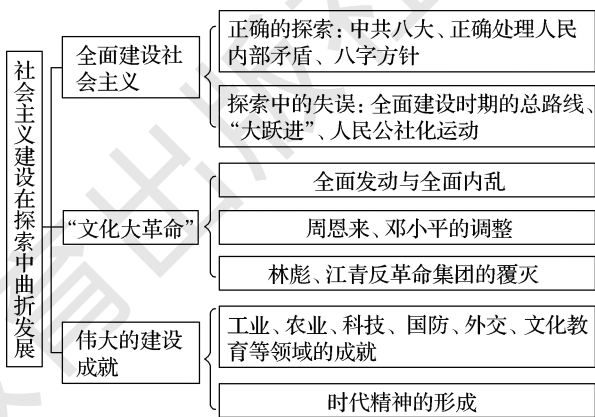 社会主义建设在探索中曲折发展
全面建设社
会主义
正确的探索：中共八大、正确处理人民
内部矛盾、八字方针
探索中的失误：全面建设时期的总路线、
“大跃进”、人民公社化运动
“文化大革命”
全面发动与全面内乱
周恩来、邓小平的调整
林彪、江青反革命集团的覆灭
伟大的建设
成就
工业、农业、科技、国防、外交、文化教
育等领域的成就
时代精神的形成